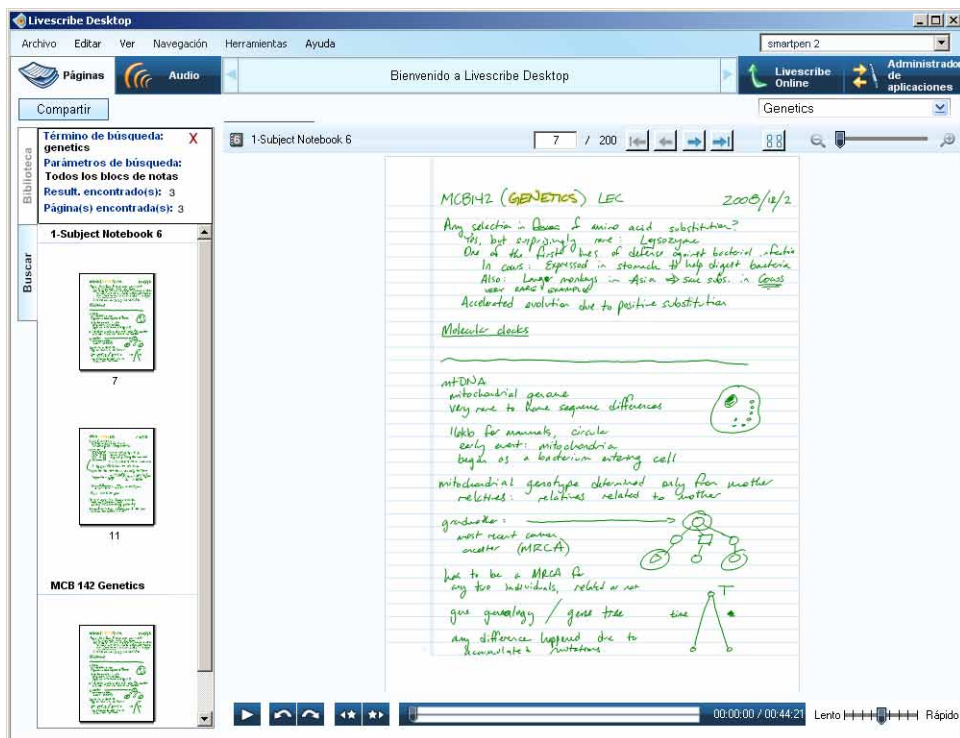 Livescribe Desktop
Archivo Editar Ver Navegación Herramientas Ayuda
smartpen 2
Páginas
Audio
Bienvenido a Livescribe Desktop
Livescribe Online
Administrador de aplicaciones
Compartir
Genetics
Biblioteca
Buscar
Término de búsqueda: X
genetics
Parámetros de búsqueda:
Todos los blocs de notas
Result. encontrado(s): 3
Página(s) encontrada(s): 3
1-Subject Notebook 6
7
11
MCB 142 Genetics
1-Subject Notebook 6
7 / 200
MCB142 (GENETICS) LEC 2008/12/2
Any selection in amino acid substitution?
Yes, but surprisingly rare: Lysozyme
One of the first lines of defense against bacterial
In cows: Expressed in stomach to help digest bacteria
Also: Langur monkeys in Asia → same subs. in Cows
VERY RARE EXAMPLE
Accelerated evolution due to positive substitution
Molecular clocks
mtDNA
mitochondrial genome
very rare to have sequence differences
16kb for mammals, circular
early event: mitochondria
began as a bacterium entering cell
mitochondrial genotype determined only from mother
relatives: relatives related to mother
most recent common
ancestor (MRCA)
has to be a MRCA for
any two individuals, related or not
gene genealogy / gene tree
time
T
any difference happened due to
accumulated mutations
00:00:00 / 00:44:21
Lento
Rápido